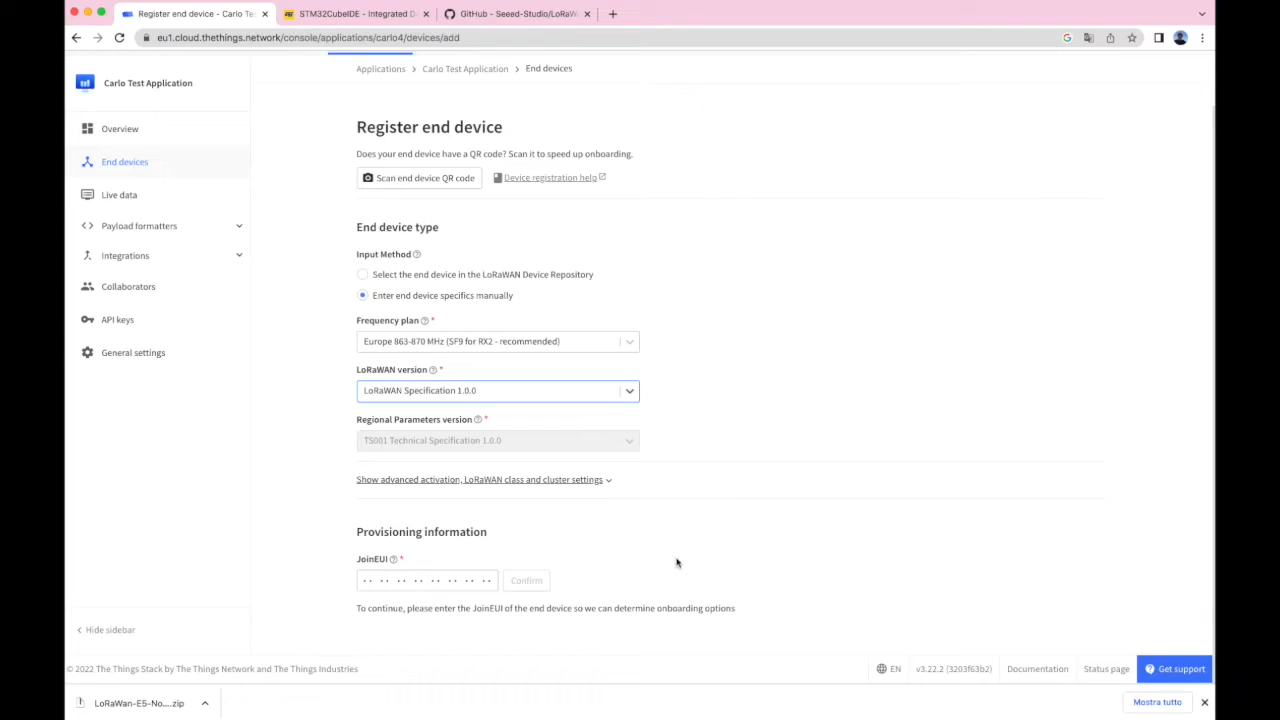 Register end device - Carlo Te
STM32CubeIDE - Integrated D
GitHub - Seeed-Studio/LoRaW
eu1.cloud.thethings.network/console/applications/carlo4/devices/add
Carlo Test Application
Overview
End devices
Live data
Payload formatters
Integrations
Collaborators
API keys
General settings
Hide sidebar
Applications > Carlo Test Application > End devices
Register end device
Does your end device have a QR code? Scan it to speed up onboarding.
Scan end device QR code
Device registration help
End device type
Input Method
Select the end device in the LoRaWAN Device Repository
Enter end device specifics manually
Frequency plan *
Europe 863-870 MHz (SF9 for RX2 - recommended)
LoRaWAN version *
LoRaWAN Specification 1.0.0
Regional Parameters version *
TS001 Technical Specification 1.0.0
Show advanced activation, LoRaWAN class and cluster settings
Provisioning information
JoinEUI *
Confirm
To continue, please enter the JoinEUI of the end device so we can determine onboarding options
© 2022 The Things Stack by The Things Network and The Things Industries
EN
v3.22.2 (3203f63b2)
Documentation
Status page
Get support
LoRaWan-E5-No....zip
Mostra tutto